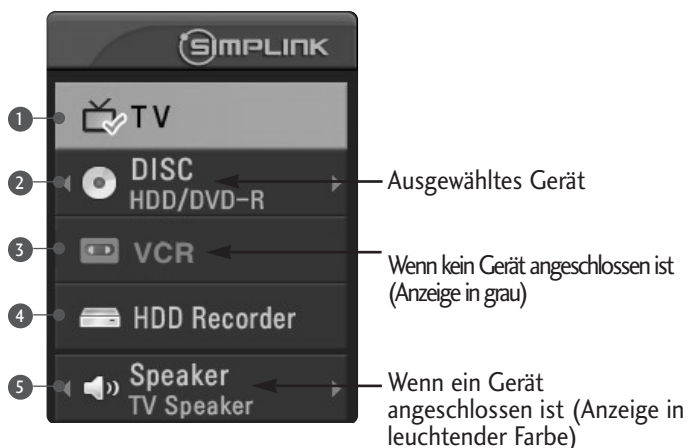 SIMPLINK
1 TV
2 DISC
HDD/DVD-R
Ausgewähltes Gerät
3 VCR
Wenn kein Gerät angeschlossen ist
(Anzeige in grau)
4 HDD Recorder
5 Speaker
TV Speaker
Wenn ein Gerät
angeschlossen ist (Anzeige in
leuchtender Farbe)